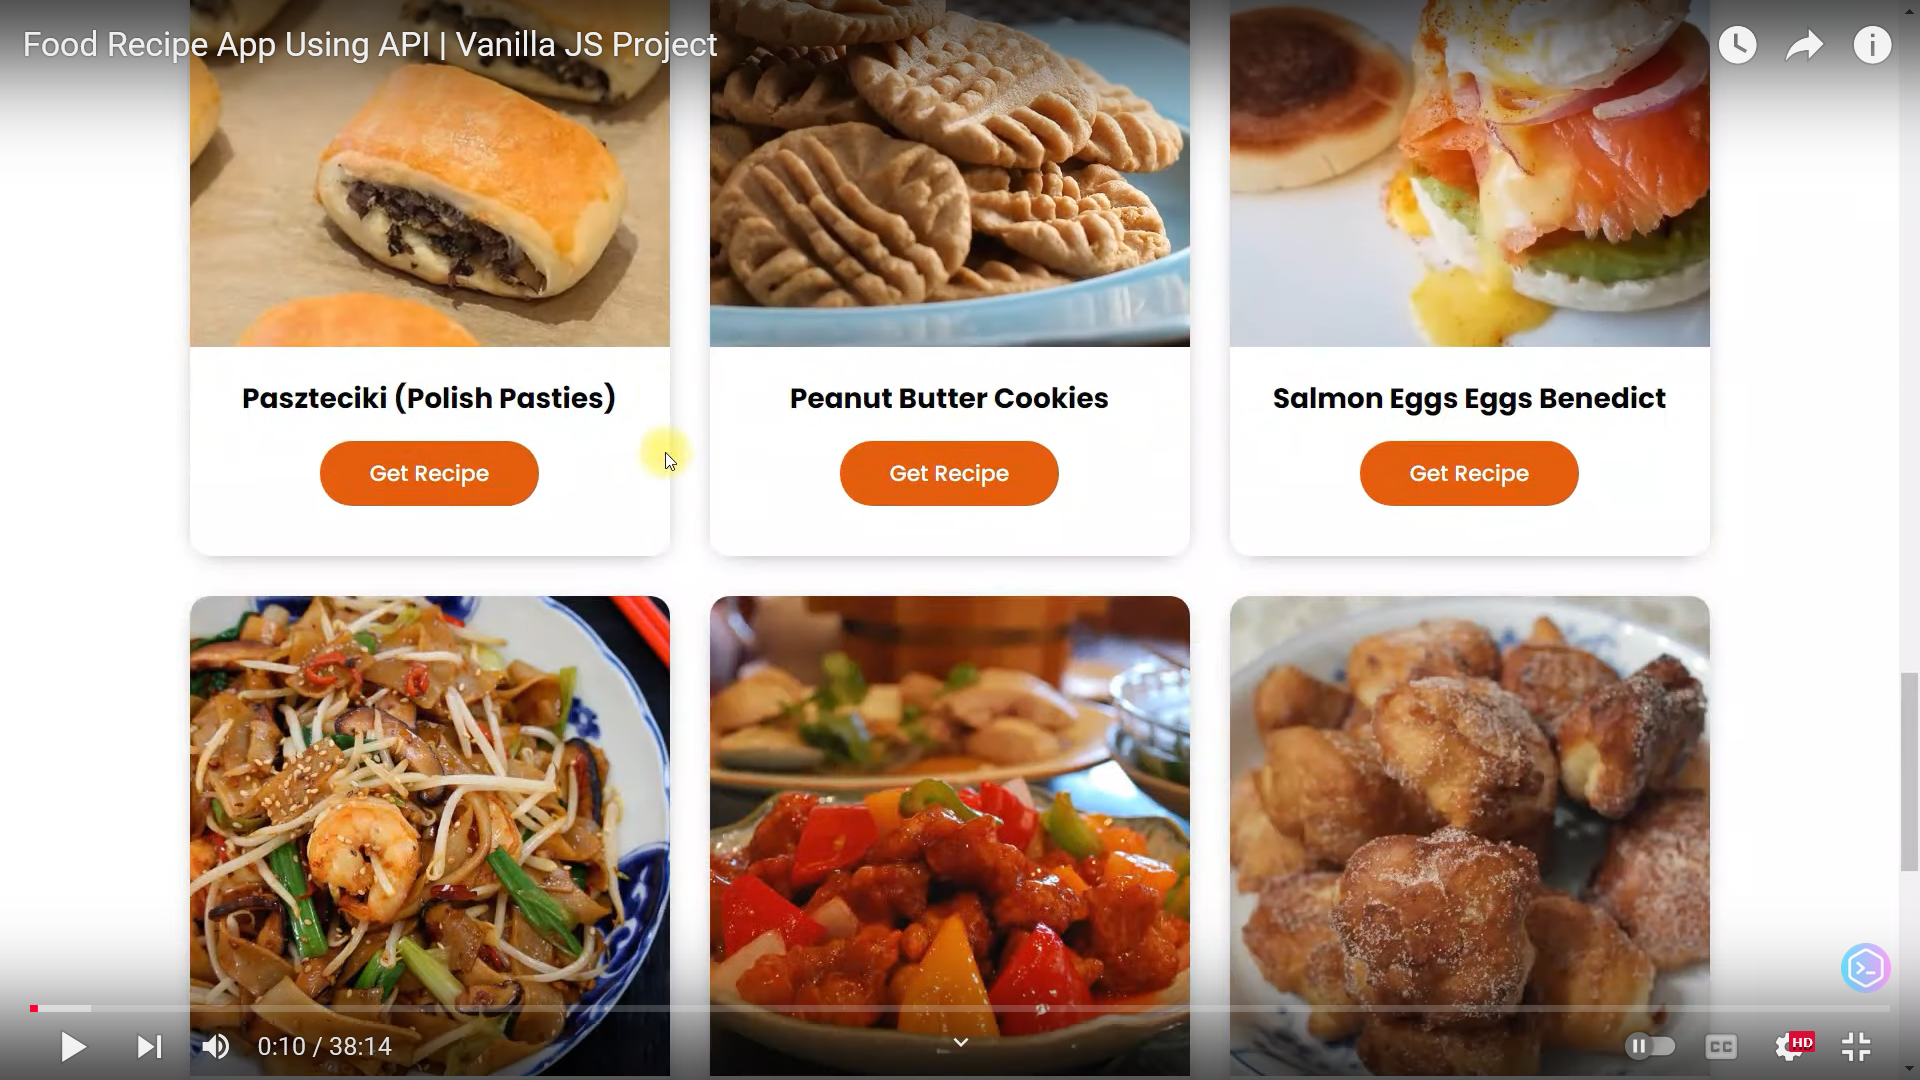 Food Recipe App Using API | Vanilla JS Project
Paszteciki (Polish Pasties)
Peanut Butter Cookies
Salmon Eggs Eggs Benedict
Get Recipe
Get Recipe
Get Recipe
0:10 / 38:14
CC
HD